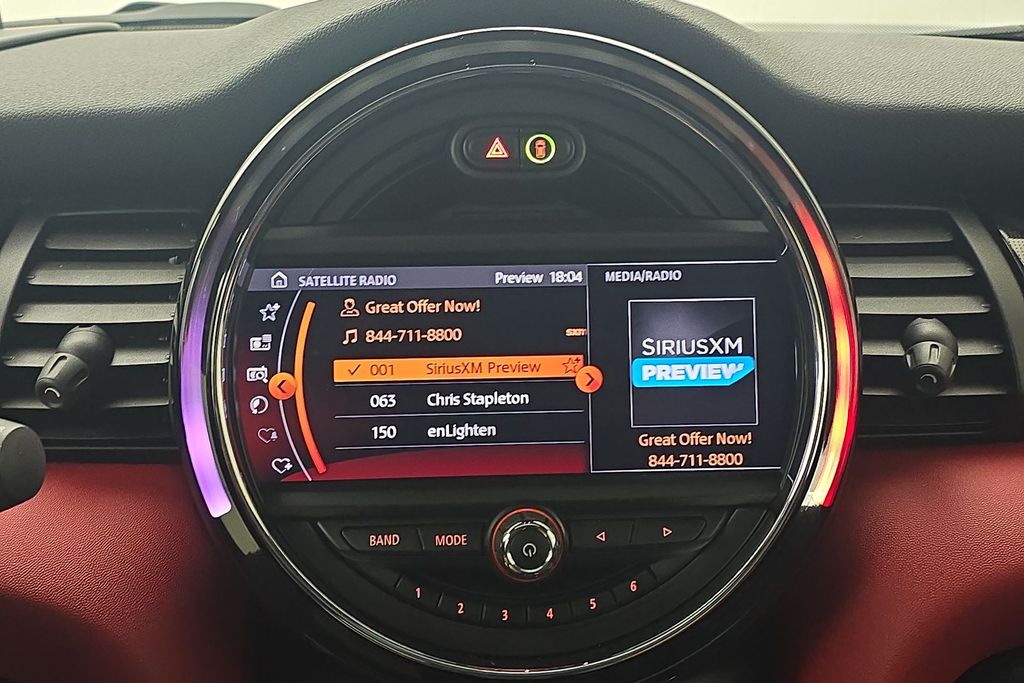 SATELLITE RADIO Preview 18:04
Great Offer Now!
844-711-8800
001 SiriusXM Preview
063 Chris Stapleton
150 enLighten
MEDIA/RADIO
SIRIUSXM
PREVIEW
Great Offer Now!
844-711-8800
BAND MODE
1 2 3 4 5 6